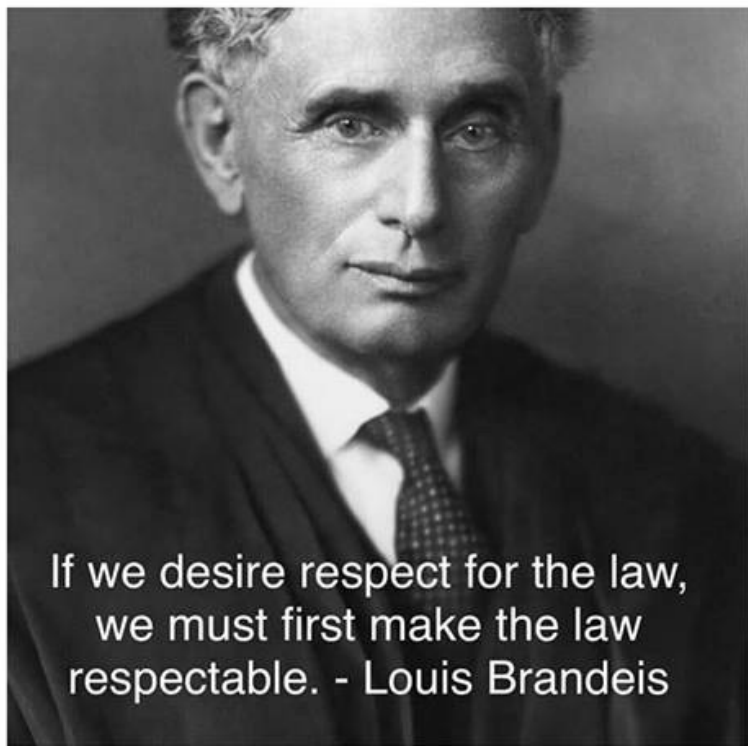 If we desire respect for the law,
we must first make the law
respectable. - Louis Brandeis